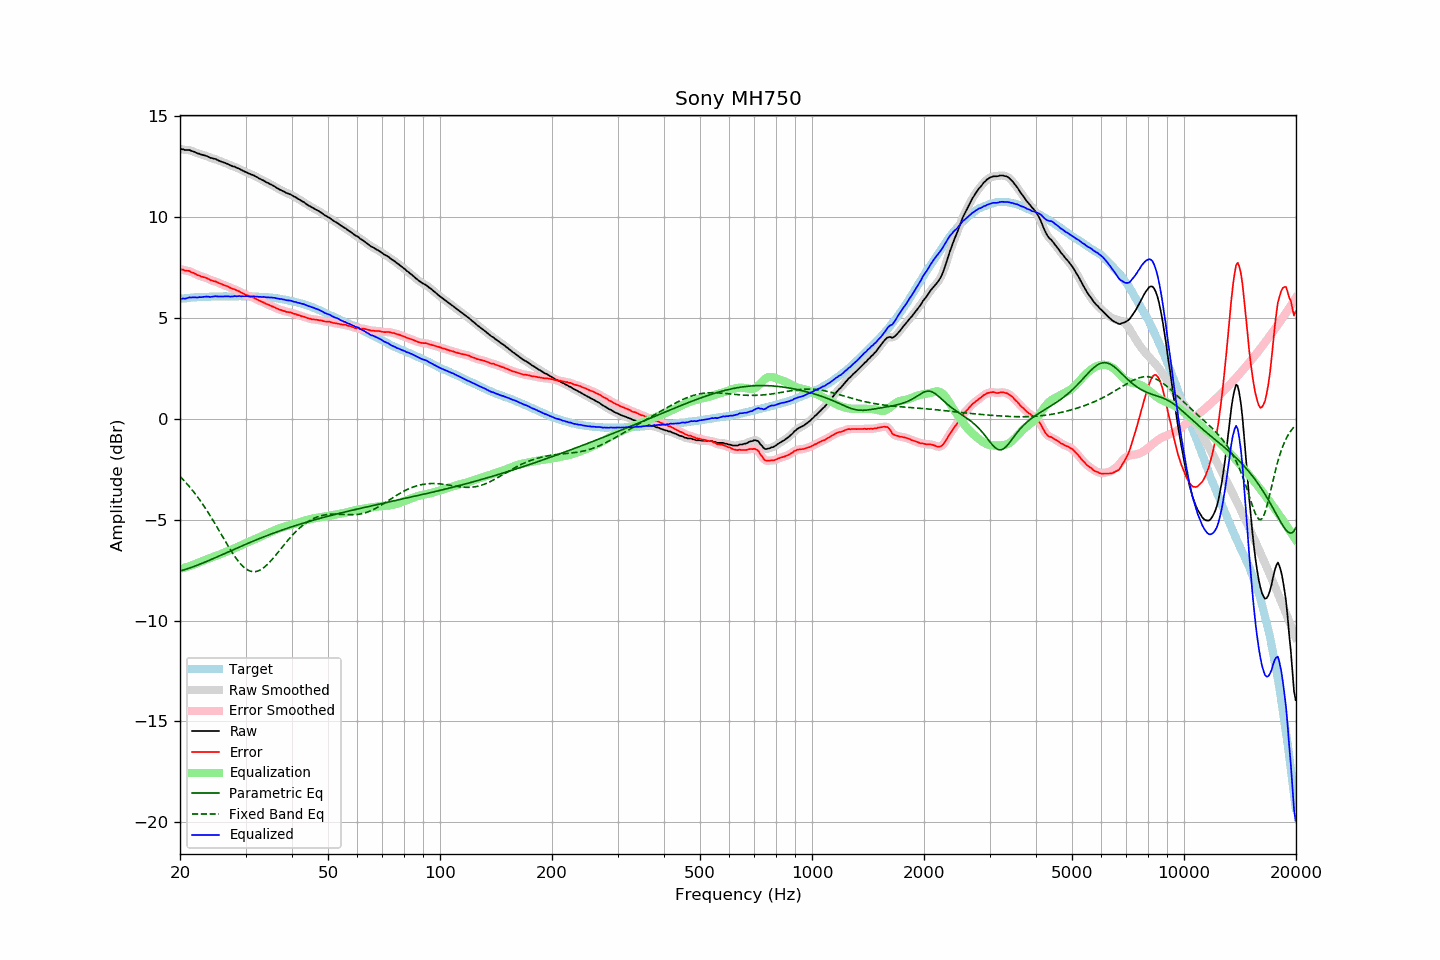 Sony MH750
15
10
5
0
−5
−10
−15
−20
Amplitude (dBr)
Target
Raw Smoothed
Error Smoothed
Raw
Error
Equalization
Parametric Eq
Fixed Band Eq
Equalized
20 50 100 200 500 1000 2000 5000 10000 20000
Frequency (Hz)